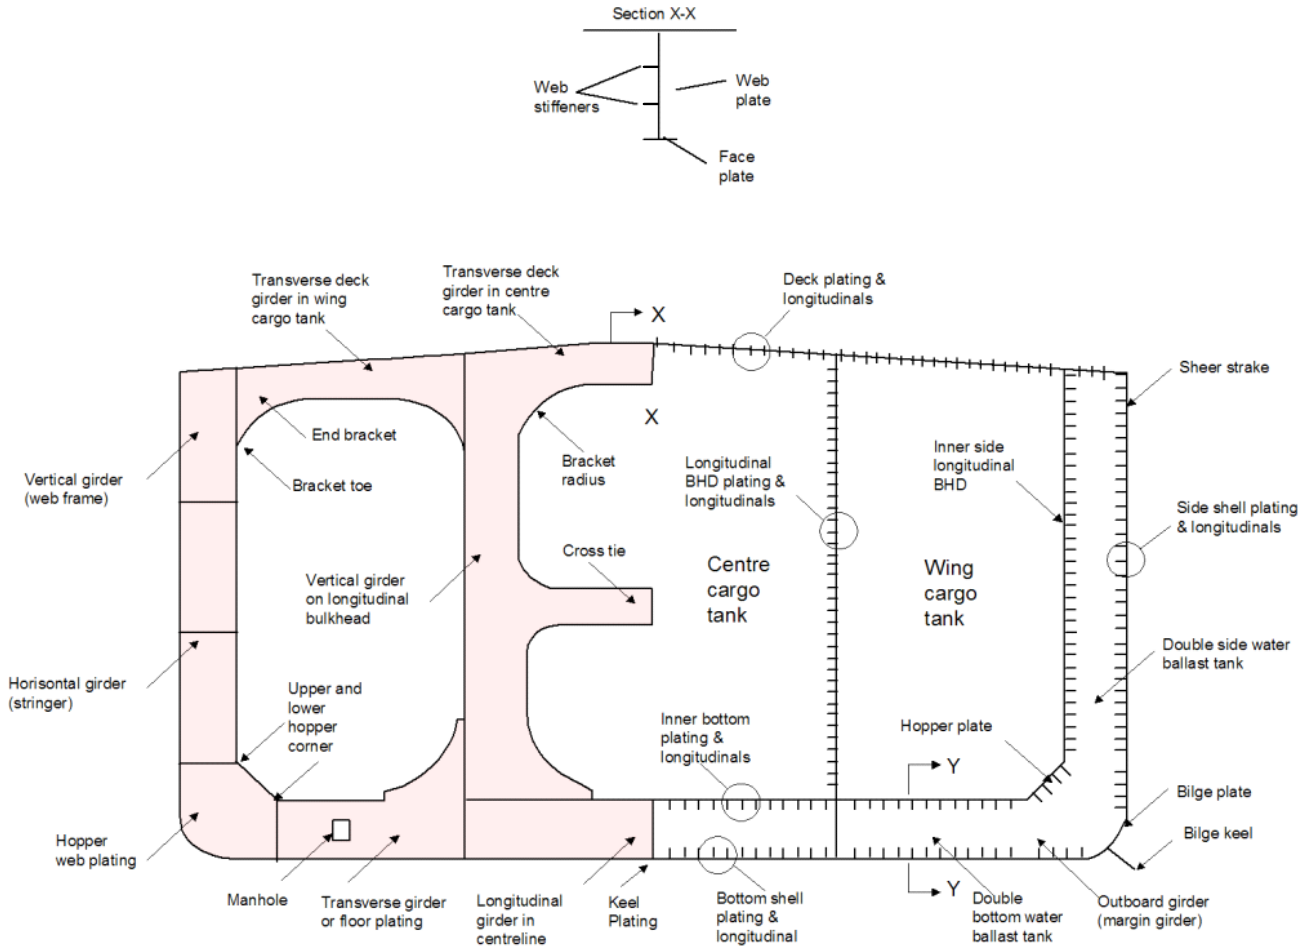 Section X-X
Web
stiffeners
Web
plate
Face
plate
Transverse deck
girder in wing
cargo tank
Transverse deck
girder in centre
cargo tank
Deck plating &
longitudinals
X
X
Sheer strake
End bracket
Bracket toe
Bracket
radius
Longitudinal
BHD plating &
longitudinals
Inner side
longitudinal
BHD
Vertical girder
(web frame)
Side shell plating
& longitudinals
Cross tie
Vertical girder
on longitudinal
bulkhead
Centre
cargo
tank
Wing
cargo
tank
Double side water
ballast tank
Horisontal girder
(stringer)
Upper and
lower
hopper
corner
Inner bottom
plating &
longitudinals
Hopper plate
Y
Bilge plate
Bilge keel
Hopper
web plating
Manhole
Transverse girder
or floor plating
Longitudinal
girder in
centreline
Keel
Plating
Bottom shell
plating &
longitudinal
Y
Double
bottom water
ballast tank
Outboard girder
(margin girder)